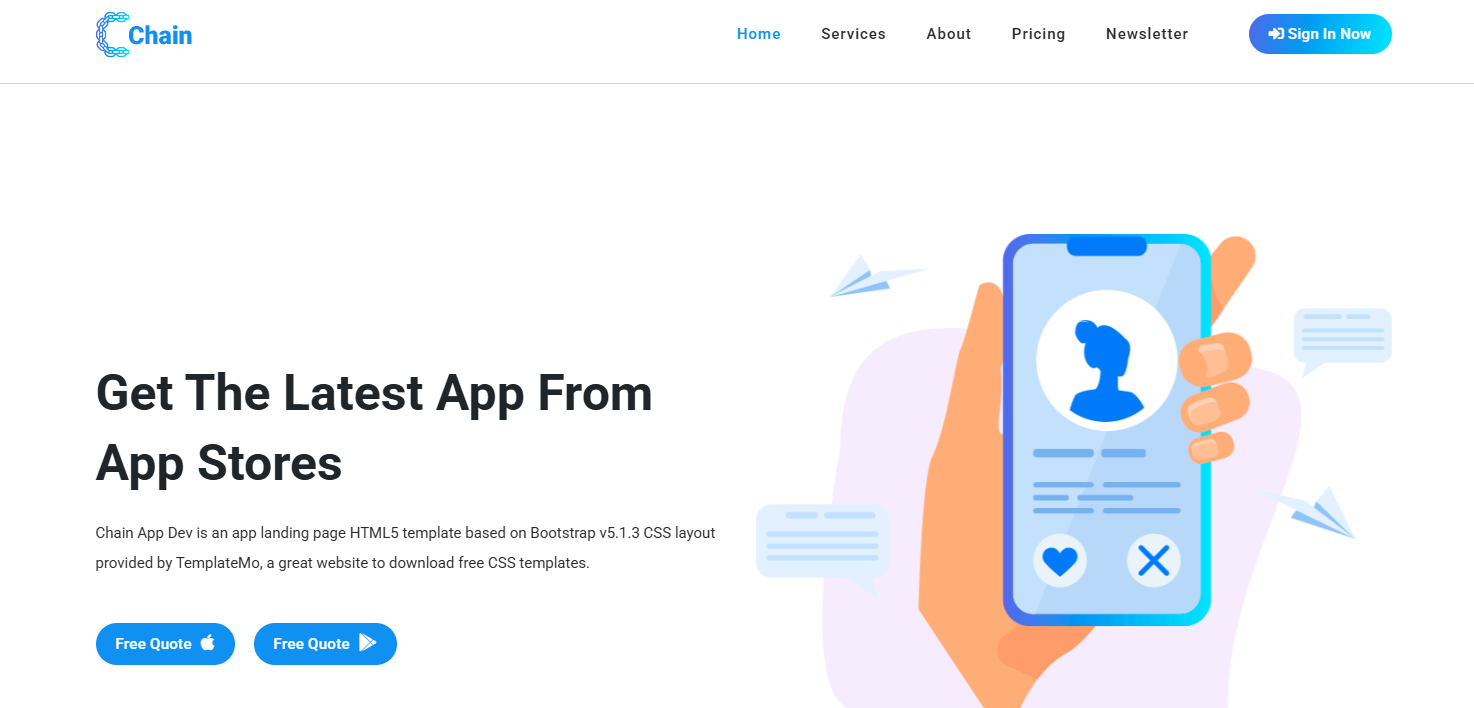 Chain
Home Services About Pricing Newsletter Sign In Now
Get The Latest App From
App Stores
Chain App Dev is an app landing page HTML5 template based on Bootstrap v5.1.3 CSS layout
provided by TemplateMo, a great website to download free CSS templates.
Free Quote Free Quote